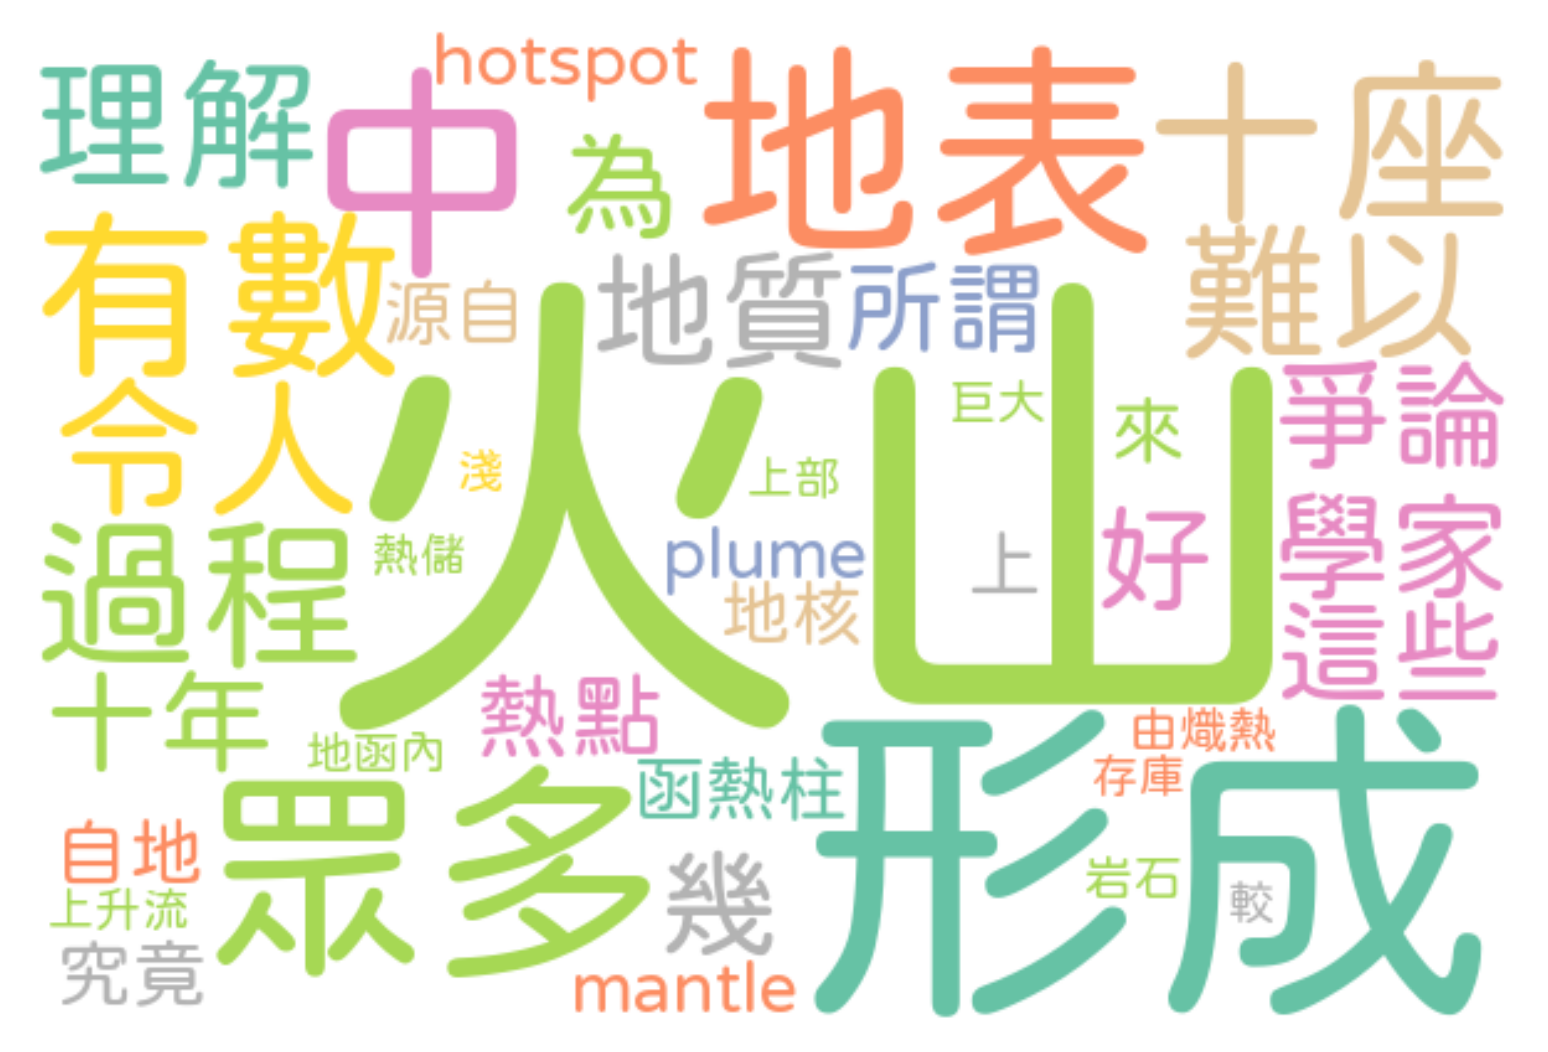 hotspot
理解
中
為
地表
十座
有數
源自
地質
所謂
難以
令人
火山
巨大
來
爭論
淺
上部
過程
熱儲
plume
上
好
學家
地核
這些
十年
熱點
地函內
形成
由熾熱
存庫
函熱柱
眾多
自地
幾
岩石
較
上升流
究竟
mantle